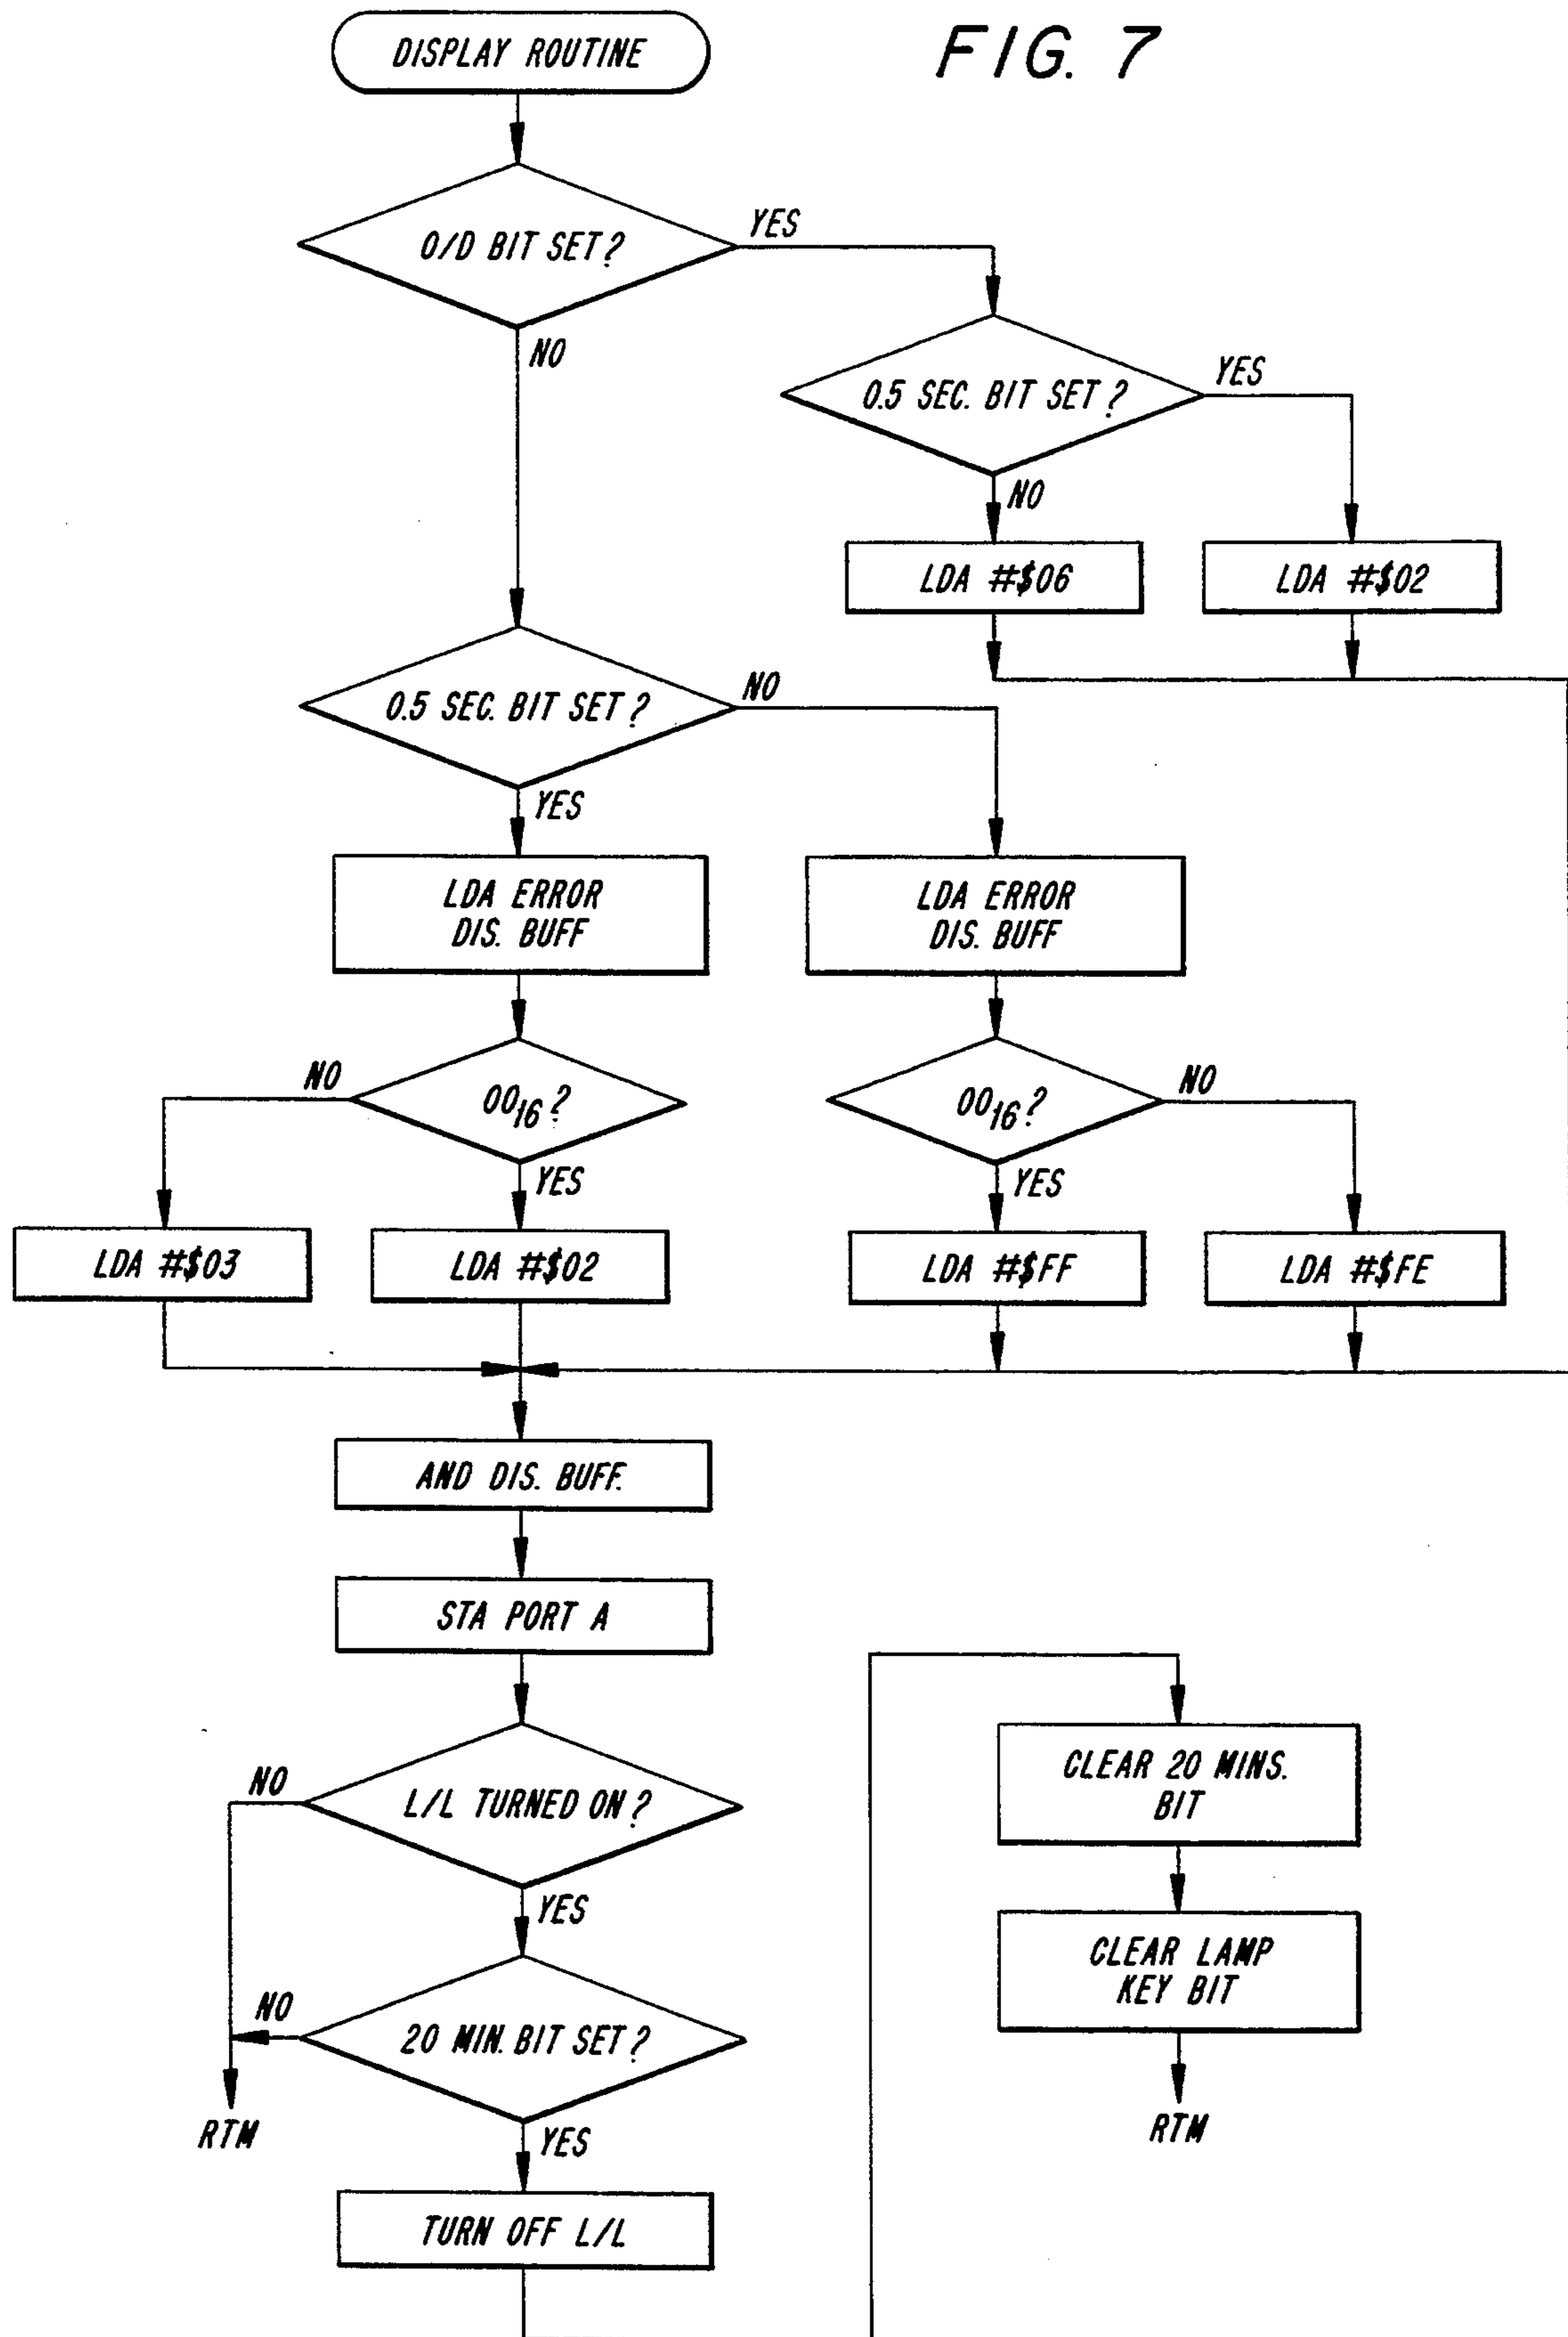 FIG. 7
DISPLAY ROUTINE
O/D BIT SET?
YES
NO
0.5 SEC. BIT SET?
YES
NO
LDA #$06
LDA #$02
0.5 SEC. BIT SET?
NO
YES
LDA ERROR
DIS. BUFF
LDA ERROR
DIS. BUFF
NO
00₁₆?
YES
00₁₆?
NO
YES
LDA #$03
LDA #$02
LDA #$FF
LDA #$FE
AND DIS. BUFF.
STA PORT A
L/L TURNED ON?
NO
YES
20 MIN. BIT SET?
NO
RTM
YES
TURN OFF L/L
CLEAR 20 MINS.
BIT
CLEAR LAMP
KEY BIT
RTM